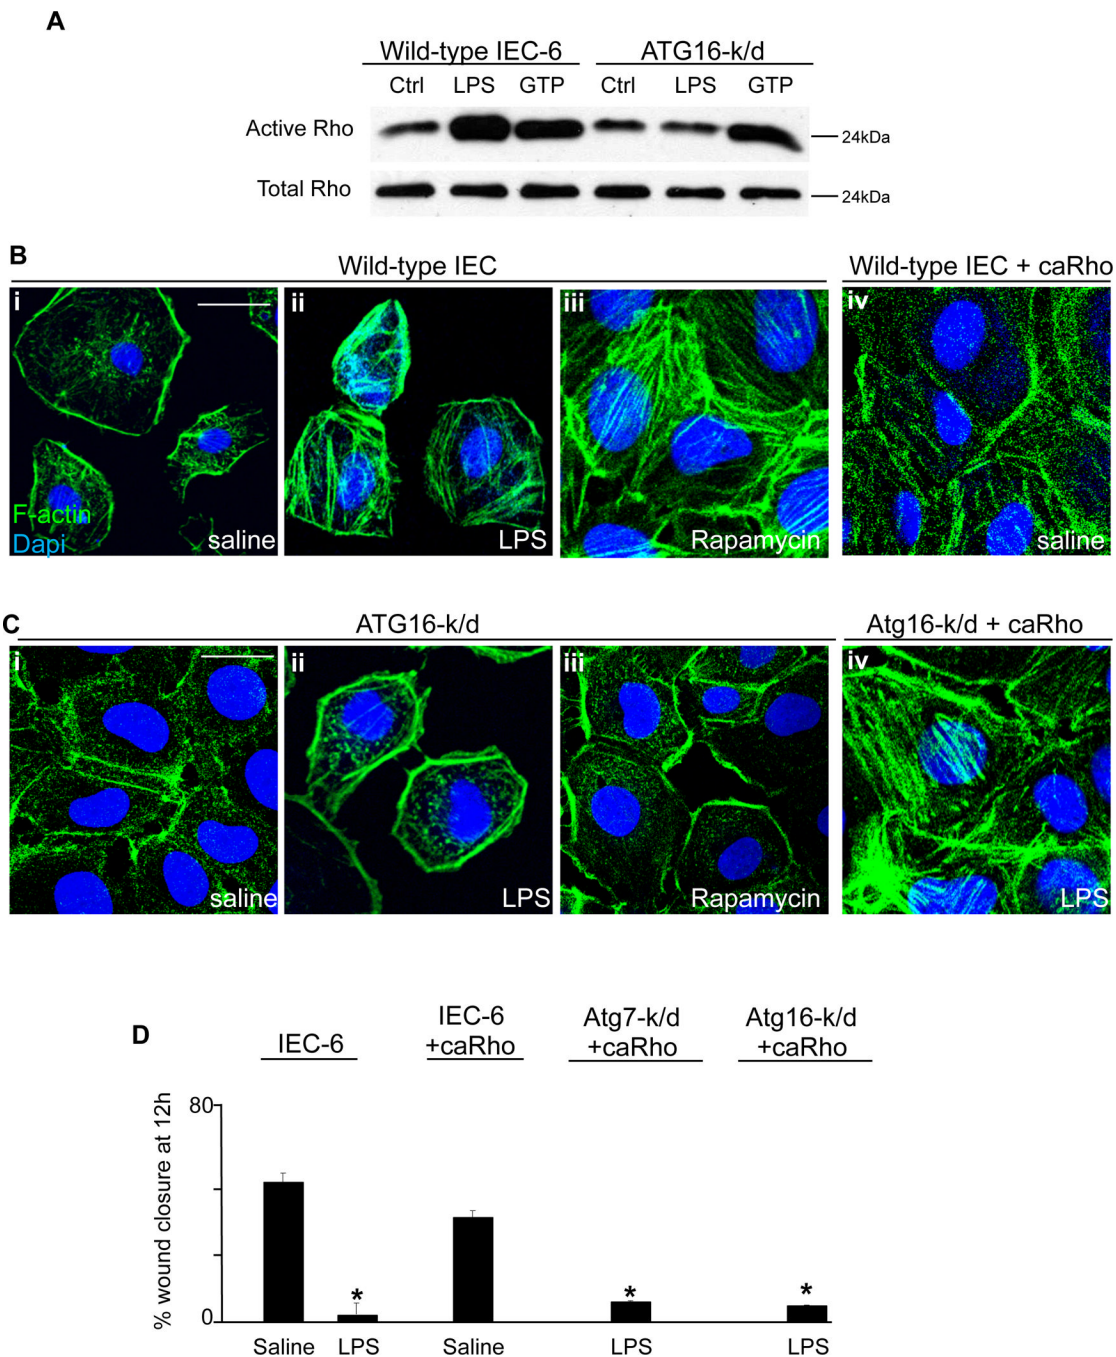 A
Wild-type IEC-6 ATG16-k/d
Ctrl LPS GTP Ctrl LPS GTP
Active Rho 24kDa
Total Rho 24kDa
B
Wild-type IEC Wild-type IEC + caRho
i ii iii iv
F-actin
Dapi saline LPS Rapamycin saline
C
ATG16-k/d Atg16-k/d + caRho
i ii iii iv
saline LPS Rapamycin LPS
D
IEC-6 IEC-6 +caRho Atg7-k/d +caRho Atg16-k/d +caRho
% wound closure at 12h
80
0
* * *
Saline LPS Saline LPS LPS